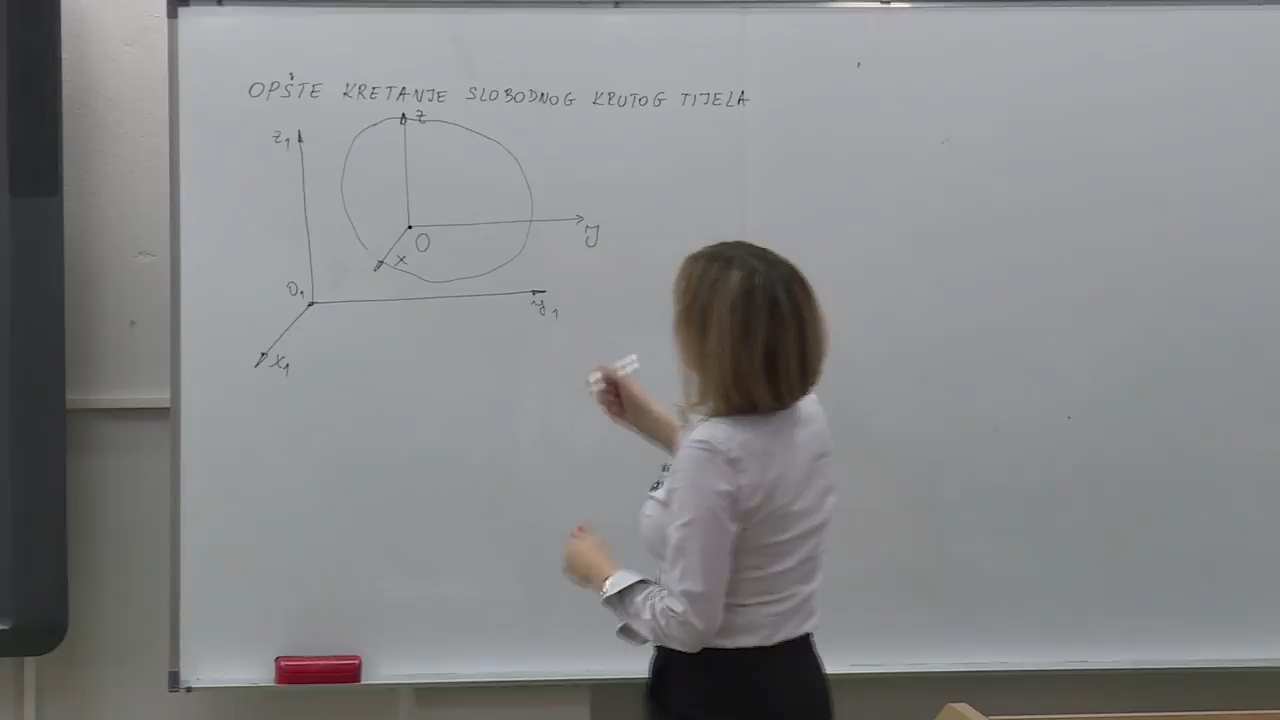 OPŠTE KRETANJE SLOBODNOG KRUTOG TIJELA
z
z₁
y
O
x
O₁
y₁
x₁